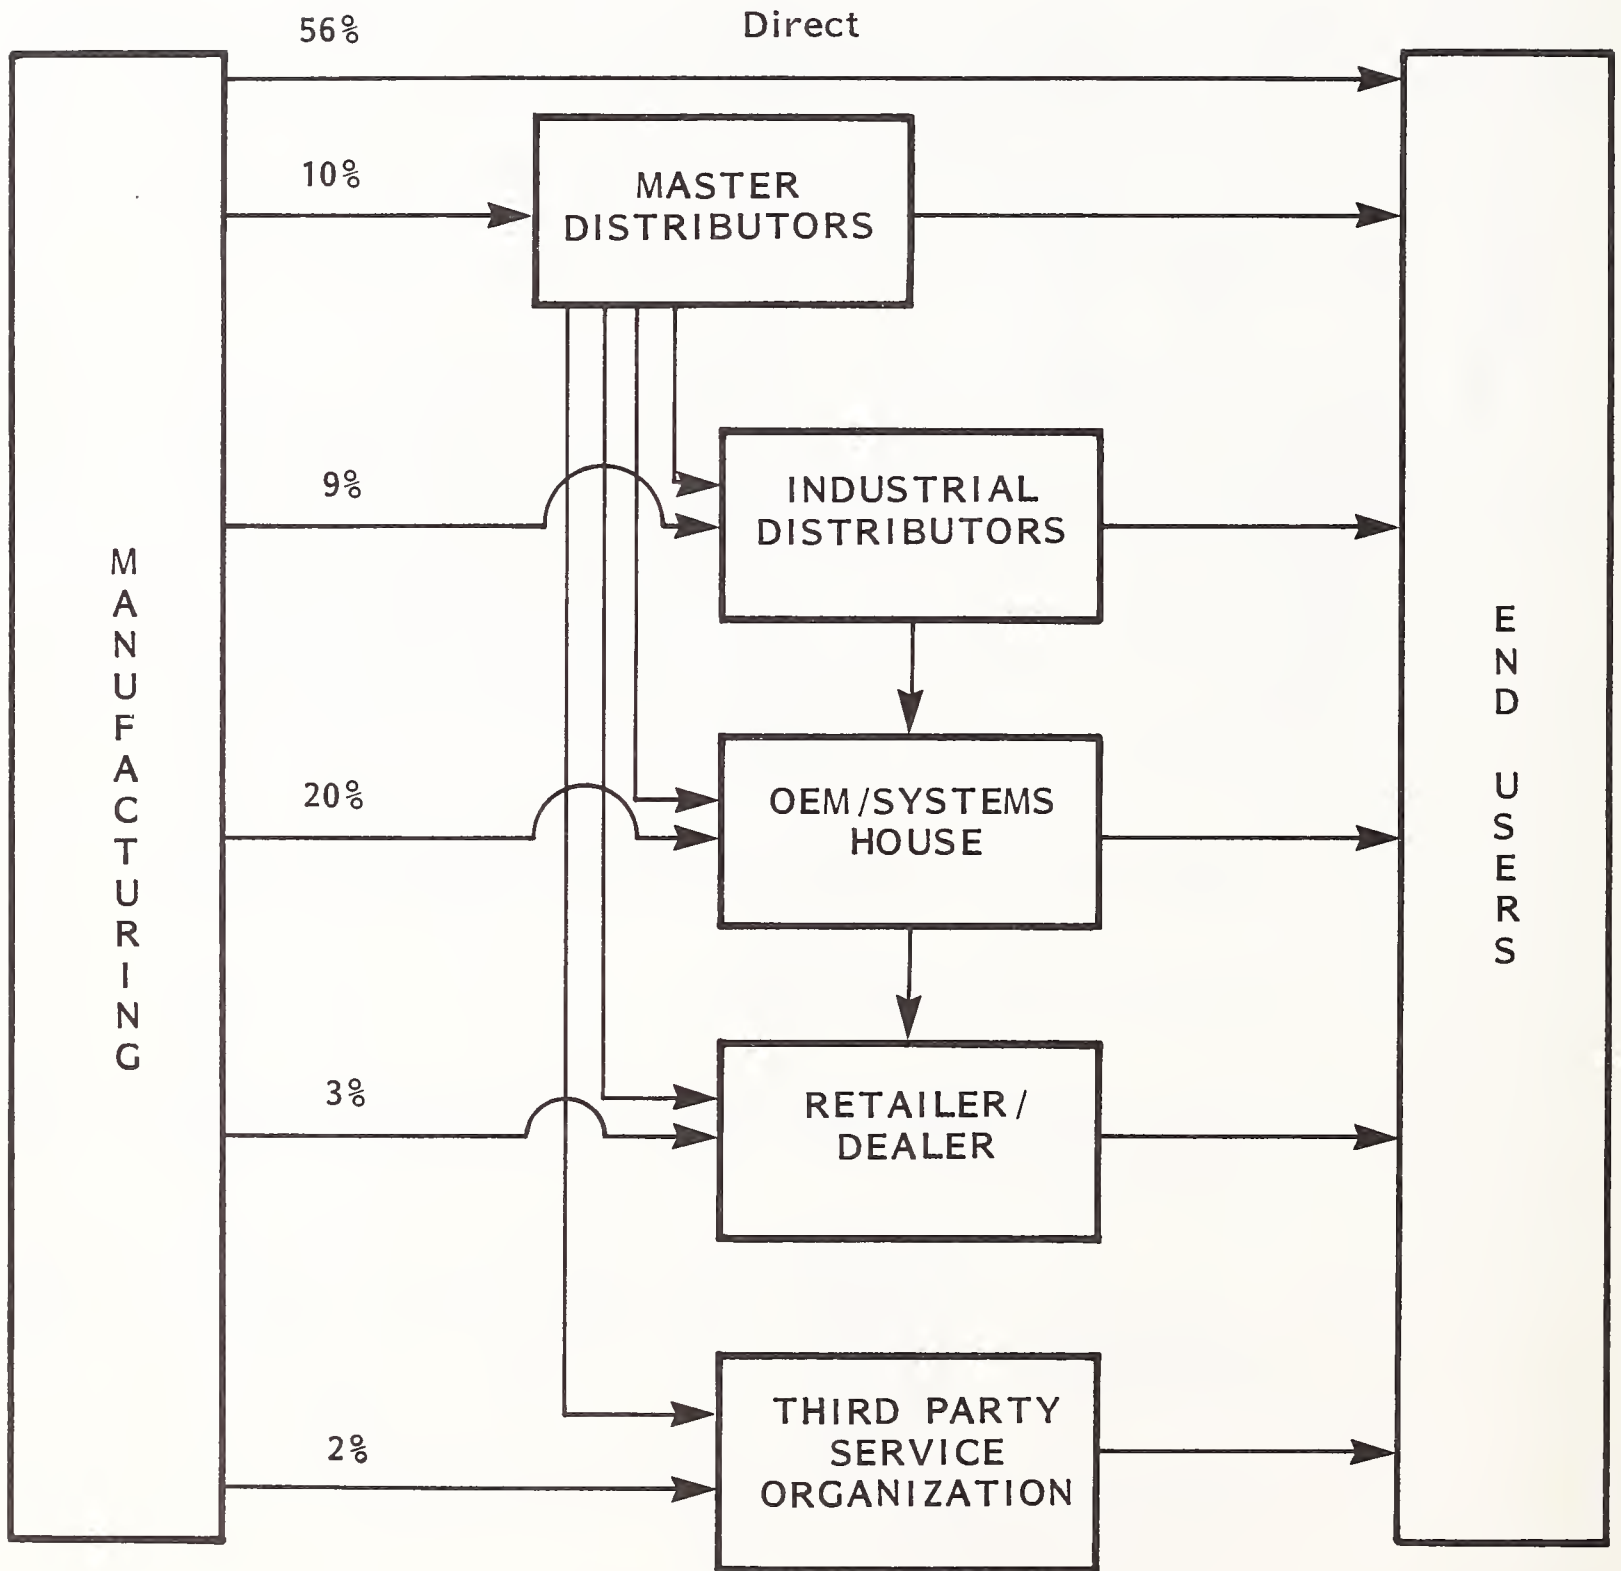 56%
Direct
10%
MASTER
DISTRIBUTORS
9%
INDUSTRIAL
DISTRIBUTORS
MANUFACTURING
END USERS
20%
OEM/SYSTEMS
HOUSE
3%
RETAILER/
DEALER
2%
THIRD PARTY
SERVICE
ORGANIZATION